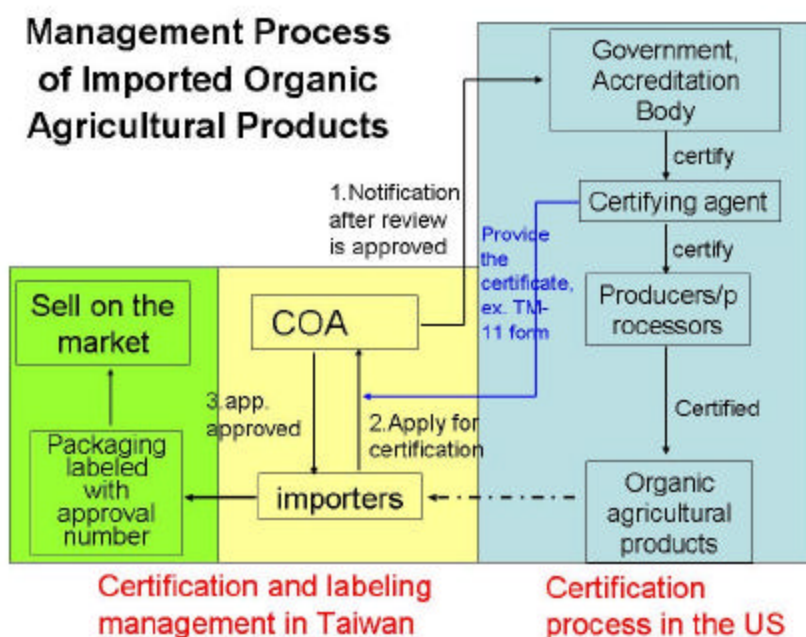 Management Process
of Imported Organic
Agricultural Products
Government,
Accreditation
Body
certify
1.Notification
after review
is approved
Certifying agent
Provide
the
certificate,
ex. TM-
11 form
certify
Sell on the
market
COA
Producers/p
rocessors
3.app.
approved
2.Apply for
certification
Certified
Packaging
labeled
with
approval
number
importers
Organic
agricultural
products
Certification and labeling
management in Taiwan
Certification
process in the US